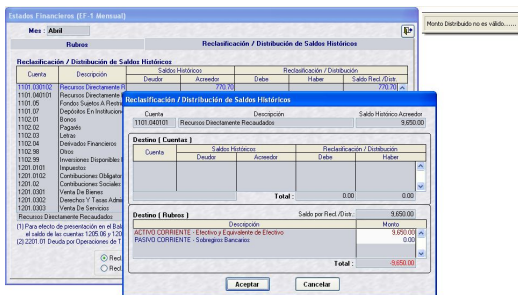 Estados Financieros (EF-1 Mensual)
Mes : Abril
Monto Distribuido no es válido......
Rubros
Reclasificación / Distribución de Saldos Históricos
Reclasificación / Distribución de Saldos Históricos
Cuenta Descripción Saldos Históricos Reclasificación / Distribución
Deudor Acreedor Debe Haber Saldo Recl./Distr.
1101.030102 Recursos Directamente R 770.70 770.70
1101.040101 Recursos Directamente
1101.05 Fondos Sujetos A Restri
1101.07 Depósitos En Institucione
1102.01 Bonos
1102.02 Pagarés
1102.03 Letras
1102.04 Derivados Financieros
1102.98 Otros
1102.99 Inversiones Disponibles
1201.0101 Impuestos
1201.0102 Contribuciones Obligator
1201.02 Contribuciones Sociales
1201.0301 Venta De Bienes
1201.0302 Derechos Y Tasas Admi
1201.0303 Venta De Servicios
Recursos Directamente Recaudados
(1) Para efecto de presentación en el Bal
el saldo de las cuentas 1205.06 y 120
(2) 2201.01 Deuda por Operaciones de T
Recl
Recl
Reclasificación / Distribución de Saldos Históricos
Cuenta Descripción Saldo Histórico Acreedor
1101.040101 Recursos Directamente Recaudados 9,650.00
Destino ( Cuentas )
Cuenta Saldos Históricos Reclasificación / Distribución
Deudor Acreedor Debe Haber
Total : 0.00 0.00
Destino ( Rubros ) Saldo por Recl./Distr. 9,650.00
Descripción Monto
ACTIVO CORRIENTE - Efectivo y Equivalente de Efectivo 9,650.00
PASIVO CORRIENTE - Sobregiros Bancarios 0.00
Total : -9,650.00
Aceptar Cancelar